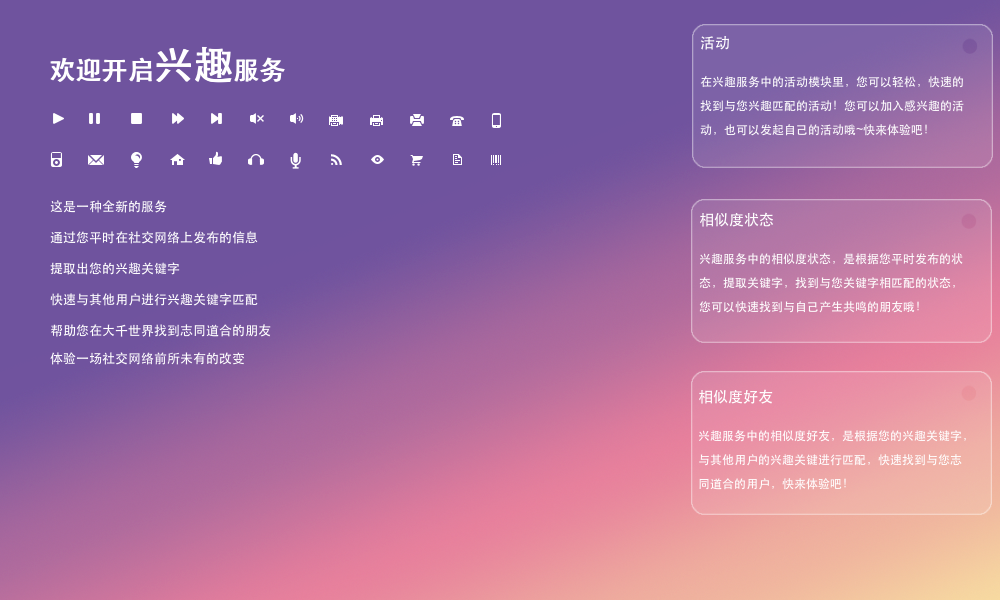 欢迎开启兴趣服务
这是一种全新的服务
通过您平时在社交网络上发布的信息
提取出您的兴趣关键字
快速与其他用户进行兴趣关键字匹配
帮助您在大千世界找到志同道合的朋友
体验一场社交网络前所未有的改变
活动
在兴趣服务中的活动模块里，您可以轻松，快速的
找到与您兴趣匹配的活动！您可以加入感兴趣的活
动，也可以发起自己的活动哦~快来体验吧！
相似度状态
兴趣服务中的相似度状态，是根据您平时发布的状
态，提取关键字，找到与您关键字相匹配的状态，
您可以快速找到与自己产生共鸣的朋友哦！
相似度好友
兴趣服务中的相似度好友，是根据您的兴趣关键字，
与其他用户的兴趣关键进行匹配，快速找到与您志
同道合的用户，快来体验吧！